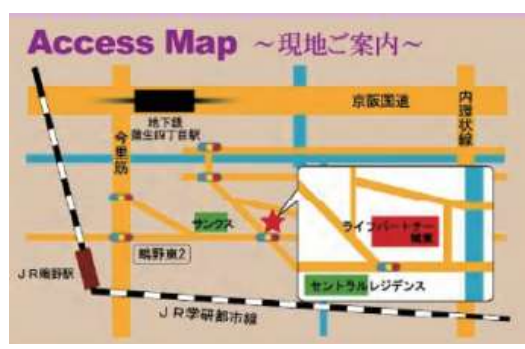 Access Map ～現地ご案内～
京阪国道
内環状線
地下鉄
蒲生四丁目駅
今里筋
サンクス
ライフパートナー
城東
鴫野東2
JR鴫野駅
セントラルレジデンス
JR学研都市線